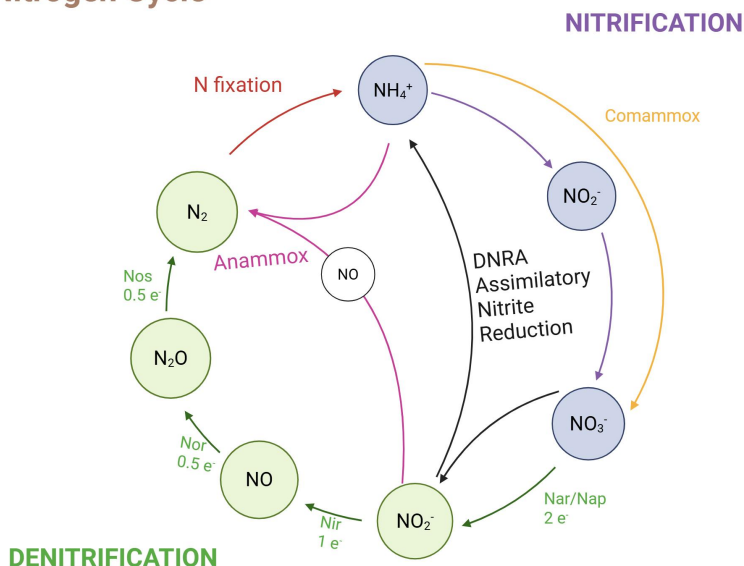 NITRIFICATION
N fixation
NH₄⁺
Comammox
NO₂⁻
N₂
Anammox
NO
DNRA
Assimilatory
Nitrite
Reduction
Nos
0.5 e⁻
N₂O
NO₃⁻
Nor
0.5 e⁻
NO
Nar/Nap
2 e⁻
NO₂⁻
Nir
1 e⁻
DENITRIFICATION